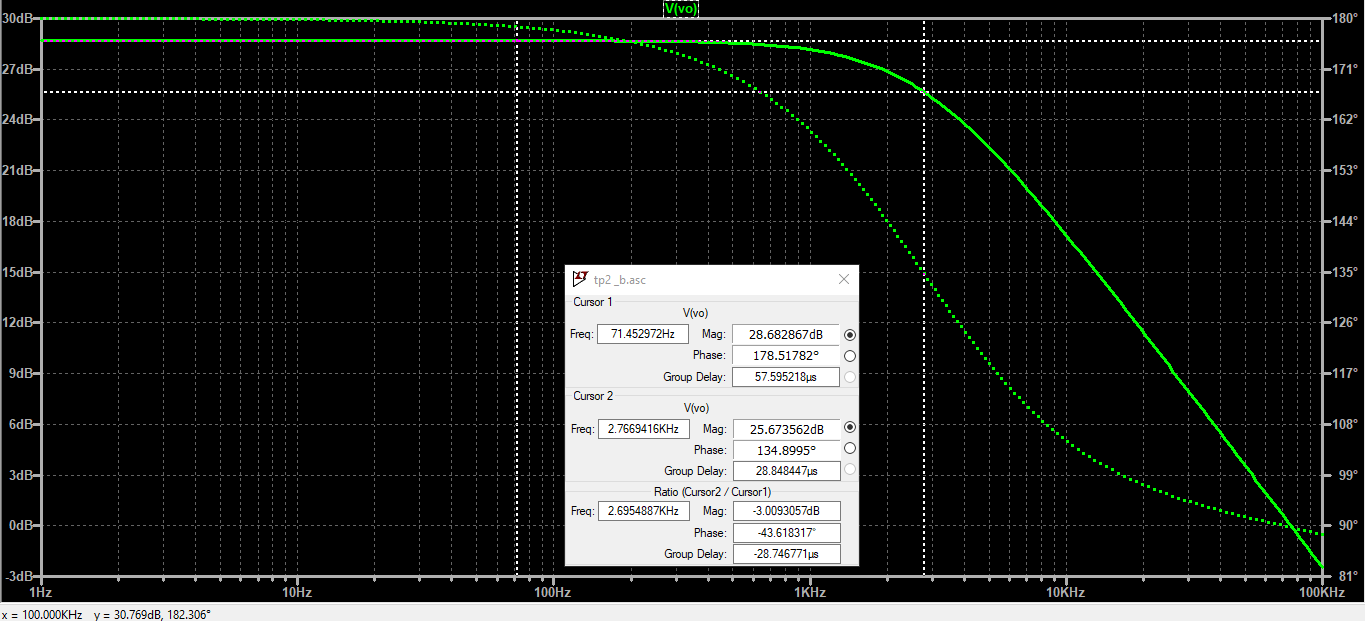 V(vo)
30dB 180°
27dB 171°
24dB 162°
21dB 153°
18dB 144°
15dB 135°
12dB 126°
9dB 117°
6dB 108°
3dB 99°
0dB 90°
-3dB 81°
1Hz 10Hz 100Hz 1KHz 10KHz 100KHz
tp2_b.asc
Cursor 1
V(vo)
Freq: 71.452972Hz Mag: 28.682867dB
Phase: 178.51782°
Group Delay: 57.595218µs
Cursor 2
V(vo)
Freq: 2.7669416KHz Mag: 25.673562dB
Phase: 134.8995°
Group Delay: 28.848447µs
Ratio (Cursor2 / Cursor1)
Freq: 2.6954887KHz Mag: -3.0093057dB
Phase: -43.618317°
Group Delay: -28.746771µs
x = 100.000KHz y = 30.769dB, 182.306°